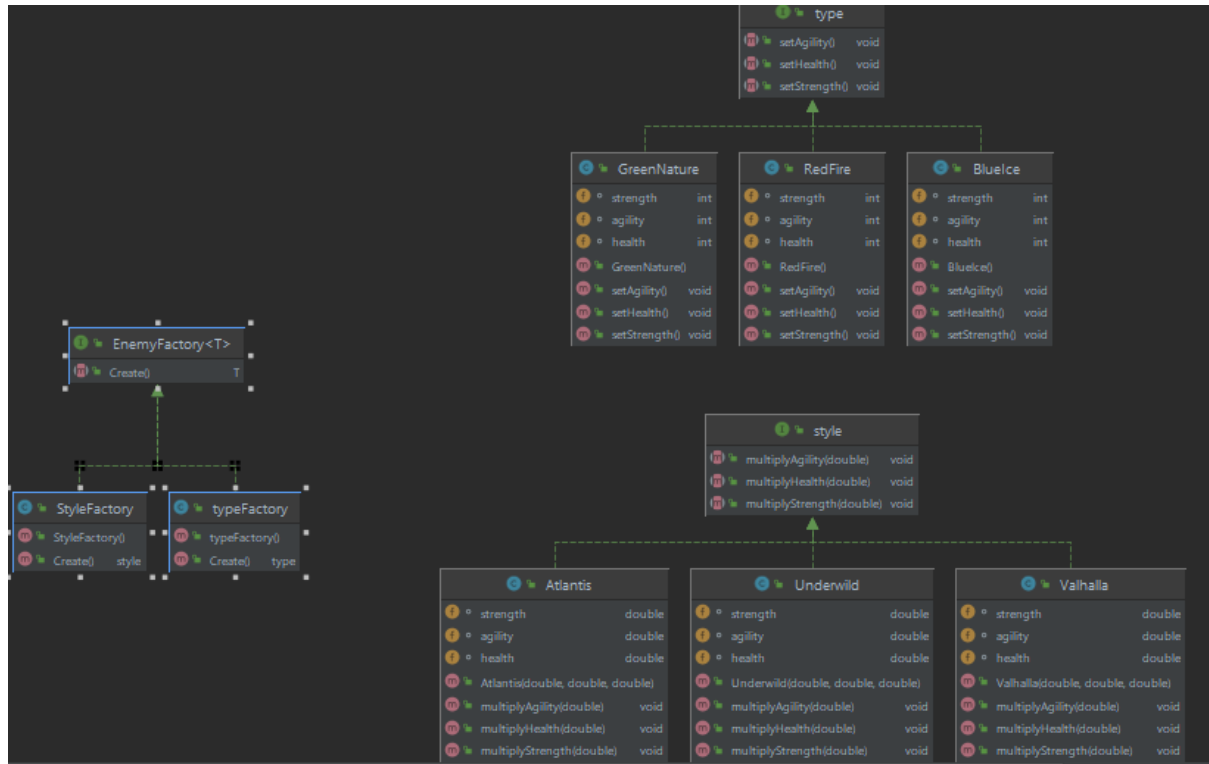 type
setAgility() void
setHealth() void
setStrength() void
GreenNature
strength int
agility int
health int
GreenNature()
setAgility() void
setHealth() void
setStrength() void
RedFire
strength int
agility int
health int
RedFire()
setAgility() void
setHealth() void
setStrength() void
BlueIce
strength int
agility int
health int
BlueIce()
setAgility() void
setHealth() void
setStrength() void
EnemyFactory<T>
Create() T
StyleFactory
StyleFactory()
Create() style
typeFactory
typeFactory()
Create() type
style
multiplyAgility(double) void
multiplyHealth(double) void
multiplyStrength(double) void
Atlantis
strength double
agility double
health double
Atlantis(double, double, double)
multiplyAgility(double) void
multiplyHealth(double) void
multiplyStrength(double) void
Underwild
strength double
agility double
health double
Underwild(double, double, double)
multiplyAgility(double) void
multiplyHealth(double) void
multiplyStrength(double) void
Valhalla
strength double
agility double
health double
Valhalla(double, double, double)
multiplyAgility(double) void
multiplyHealth(double) void
multiplyStrength(double) void